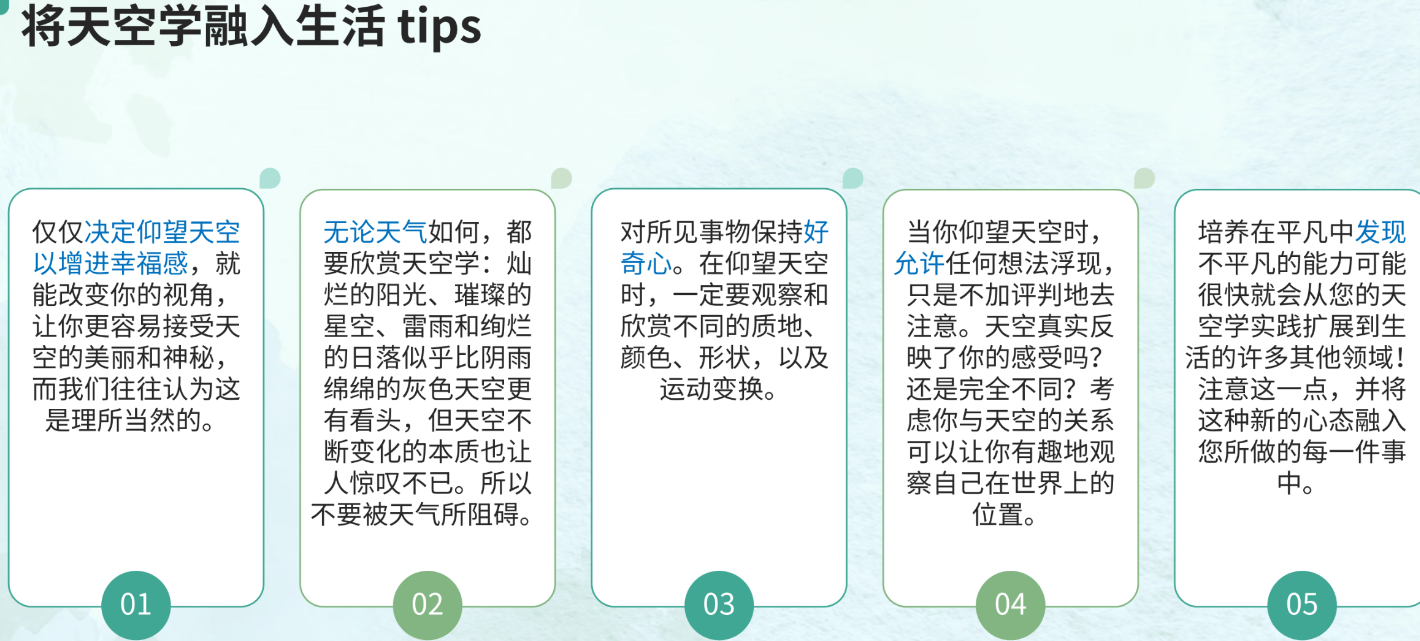 将天空学融入生活 tips
仅仅决定仰望天空
以增进幸福感，就
能改变你的视角，
让你更容易接受天
空的美丽和神秘，
而我们往往认为这
是理所当然的。
01
无论天气如何，都
要欣赏天空学：灿
烂的阳光、璀璨的
星空、雷雨和绚烂
的日落似乎比阴雨
绵绵的灰色天空更
有看头，但天空不
断变化的本质也让
人惊叹不已。所以
不要被天气所阻碍。
02
对所见事物保持好
奇心。在仰望天空
时，一定要观察和
欣赏不同的质地、
颜色、形状，以及
运动变换。
03
当你仰望天空时，
允许任何想法浮现，
只是不加评判地去
注意。天空真实反
映了你的感受吗？
还是完全不同？考
虑你与天空的关系
可以让你有趣地观
察自己在世界上的
位置。
04
培养在平凡中发现
不平凡的能力可能
很快就会从您的天
空学实践扩展到生
活的许多其他领域！
注意这一点，并将
这种新的心态融入
您所做的每一件事
中。
05